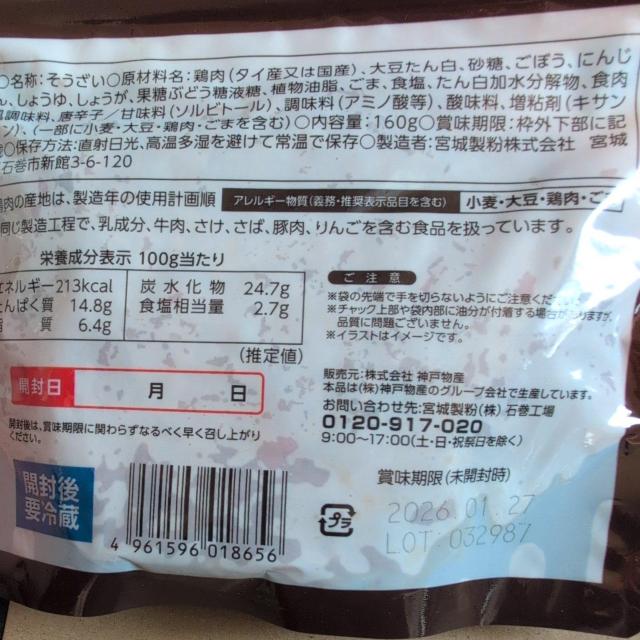 ○名称:そうざい○原材料名:鶏肉(タイ産又は国産)、大豆たん白、砂糖、ごぼう、にんじ
ん、しょうゆ、しょうが、果糖ぶどう糖液糖、植物油脂、ごま、食塩、たん白加水分解物、食肉
調味料、唐辛子/甘味料(ソルビトール)、調味料(アミノ酸等)、酸味料、増粘剤(キサン
ン)、(一部に小麦・大豆・鶏肉・ごまを含む)○内容量:160g○賞味期限:枠外下部に記
○保存方法:直射日光、高温多湿を避けて常温で保存○製造者:宮城製粉株式会社 宮城
石巻市新館3-6-120
鶏肉の産地は、製造年の使用計画順
アレルギー物質(義務・推奨表示品目を含む) 小麦・大豆・鶏肉・ご
同じ製造工程で、乳成分、牛肉、さけ、さば、豚肉、りんごを含む食品を扱っています。
栄養成分表示 100g当たり
エネルギー 213kcal 炭水化物 24.7g
たんぱく質 14.8g 食塩相当量 2.7g
脂質 6.4g
(推定値)
ご注意
※袋の先端で手を切らないようにご注意ください。
※チャック上部や袋内部に油分が付着する場合がありますが、
品質に問題ございません。
※イラストはイメージです。
開封日 月 日
開封後は、賞味期限に関わらずなるべく早く召し上がり
ください。
販売元:株式会社 神戸物産
本品は(株)神戸物産のグループ会社で生産しています。
お問い合わせ先:宮城製粉(株) 石巻工場
0120-917-020
9:00~17:00(土・日・祝祭日を除く)
開封後
要冷蔵
4 961596 018656
プラ
賞味期限(未開封時)
2026.01.27
LOT 032987